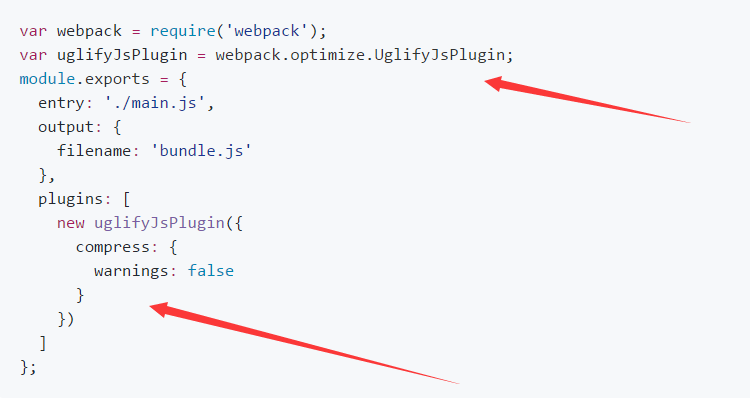 var webpack = require('webpack');
var uglifyJsPlugin = webpack.optimize.UglifyJsPlugin;
module.exports = {
  entry: './main.js',
  output: {
    filename: 'bundle.js'
  },
  plugins: [
    new uglifyJsPlugin({
      compress: {
        warnings: false
      }
    })
  ]
};